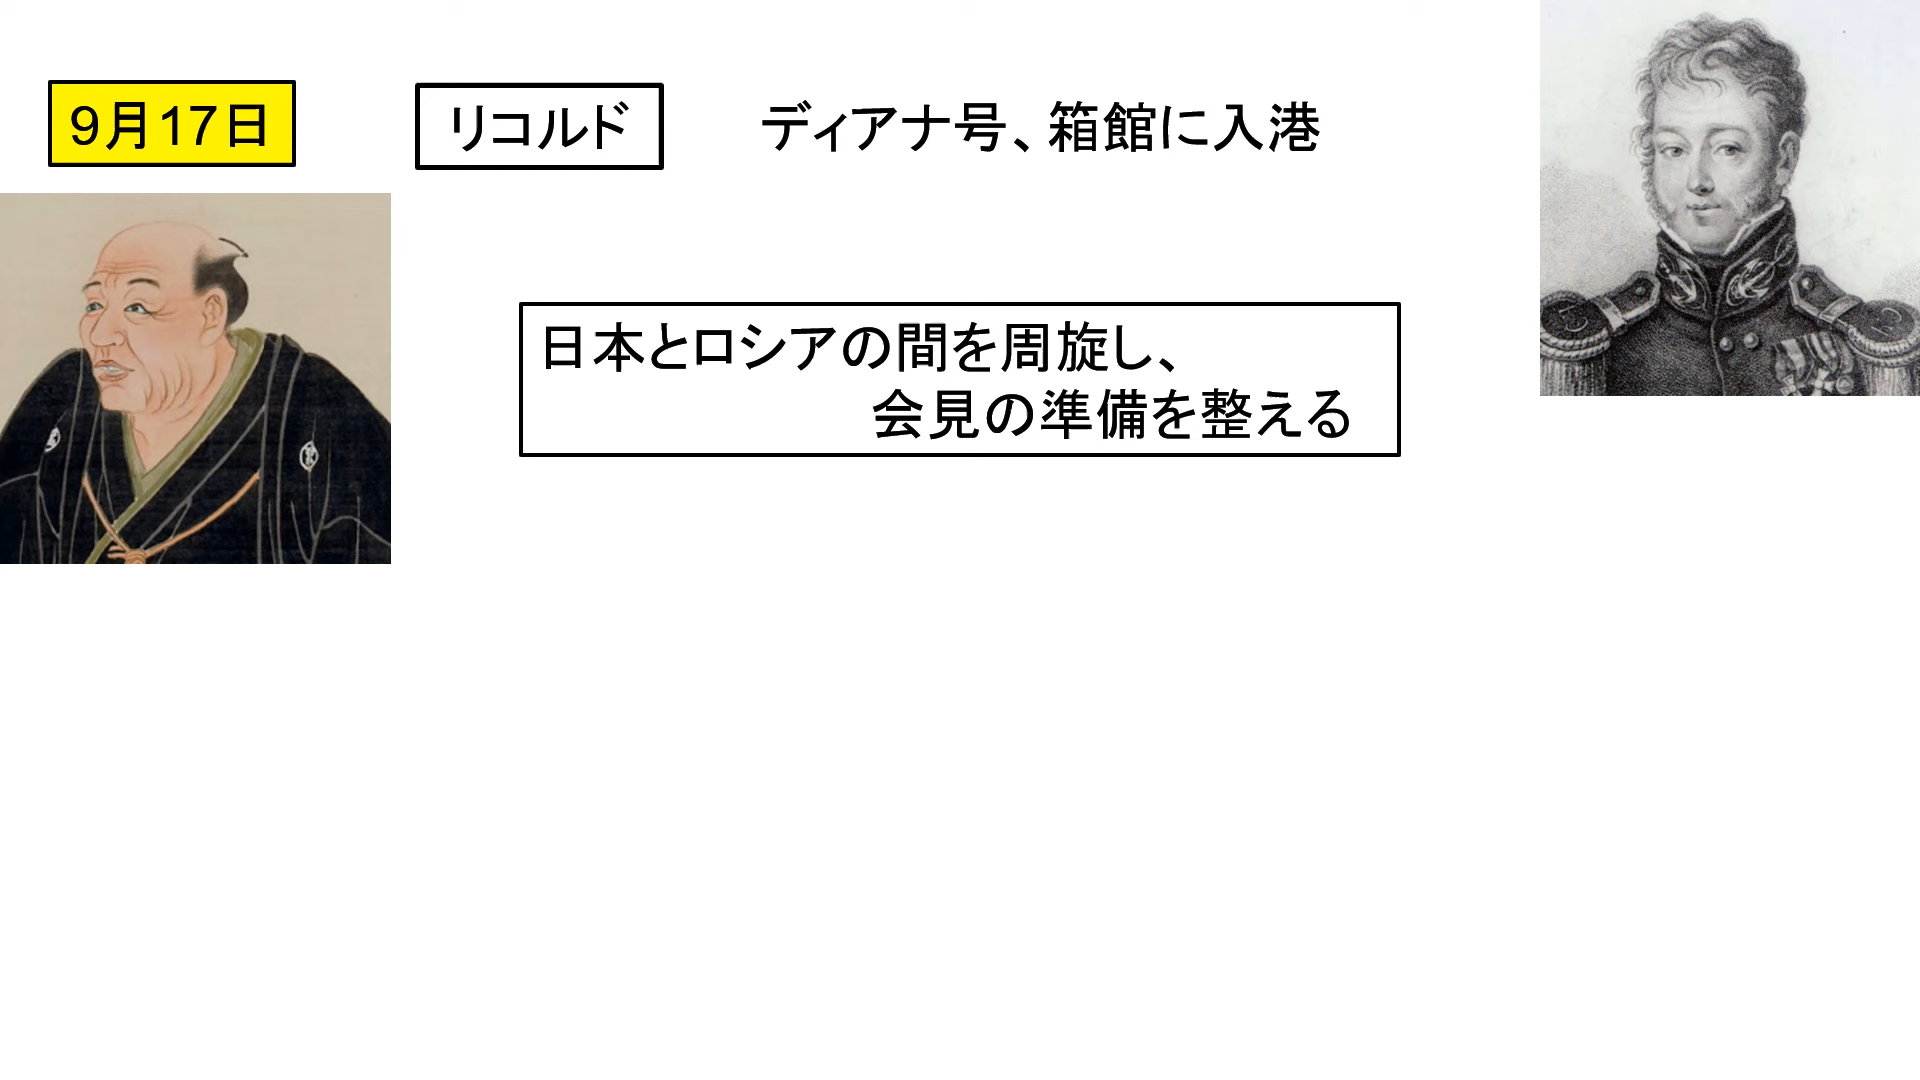 9月17日
リコルド
ディアナ号、箱館に入港
日本とロシアの間を周旋し、
会見の準備を整える